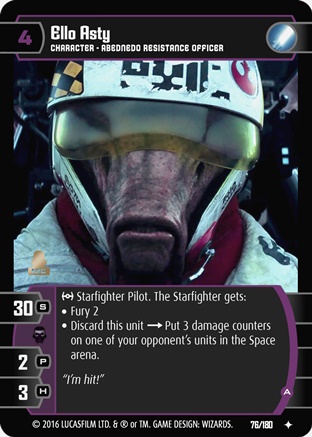 4
Ello Asty
CHARACTER - ABEDNEDO RESISTANCE OFFICER
30 S
2 P
3 H
Starfighter Pilot. The Starfighter gets:
• Fury 2
• Discard this unit → Put 3 damage counters
on one of your opponent's units in the Space
arena.
"I'm hit!"
A
© 2016 LUCASFILM LTD. & ® or TM. GAME DESIGN: WIZARDS.
76/180